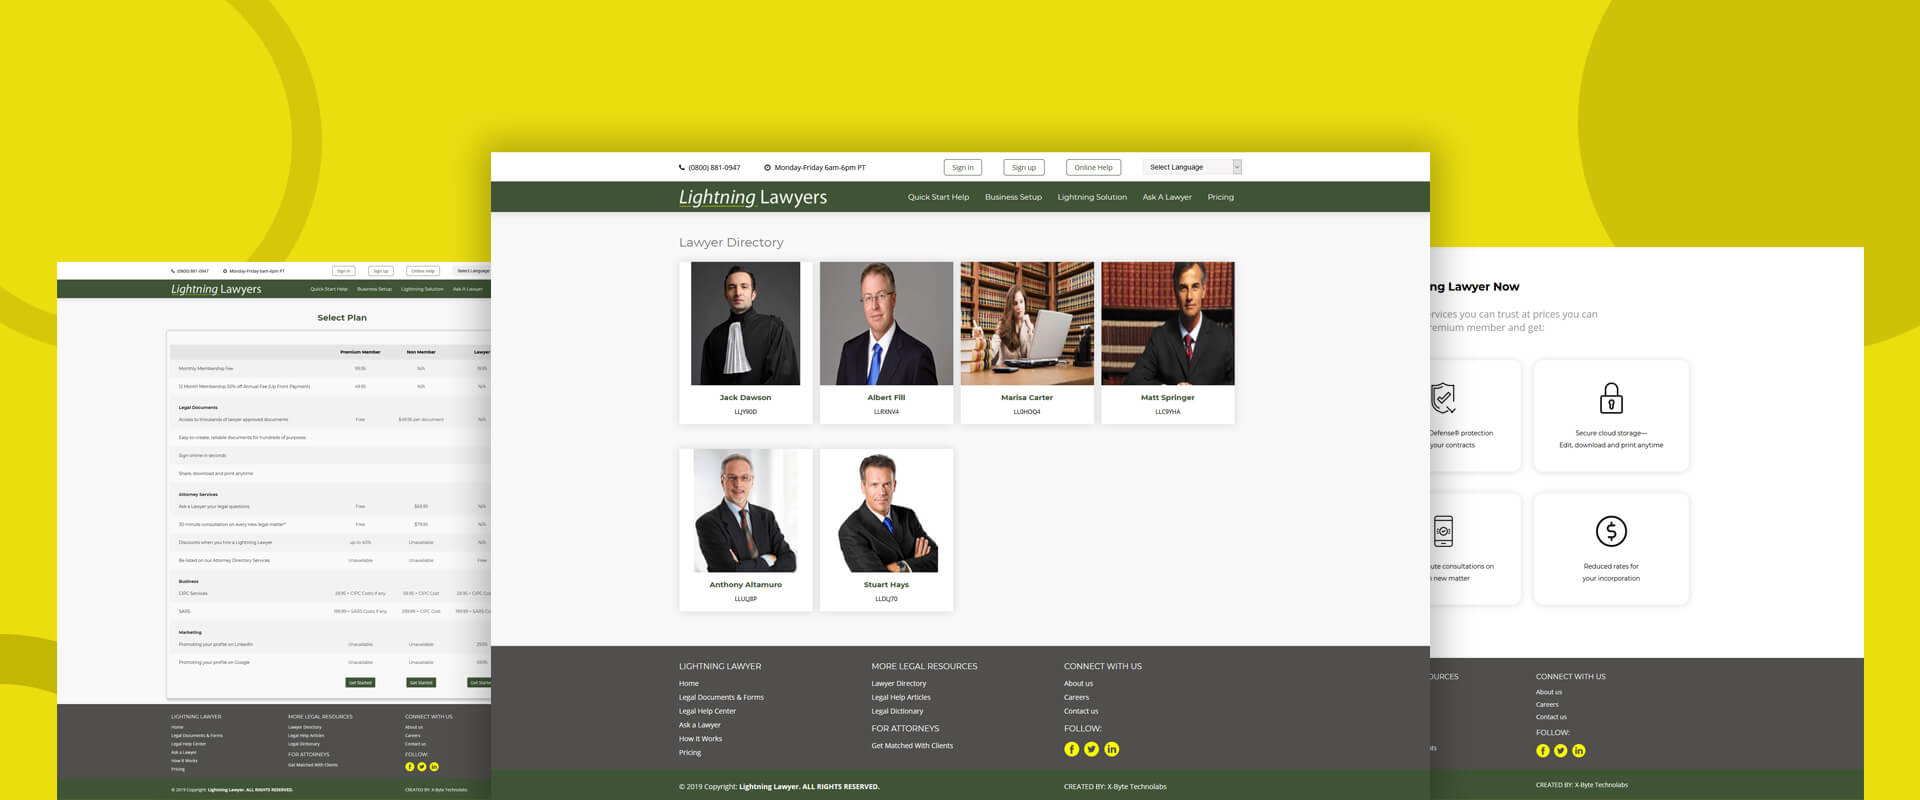 (0800) 881-0947
Monday-Friday 6am-6pm PT
Sign in
Sign up
Online Help
Select Language
Lightning Lawyers
Quick Start Help
Business Setup
Lightning Solution
Ask A Lawyer
Select Plan
Premium Member
Non Member
Lawyer
Monthly Membership Fee
99.95
N/A
19.95
12 Month Membership 50% off Annual Fee (Up Front Payment)
49.95
N/A
N/A
Legal Documents
Access to thousands of lawyer approved documents
Free
$49.95 per document
N/A
Easy-to-create, reliable documents for hundreds of purposes
Sign online in seconds
Share, download and print anytime
Attorney Services
Ask a Lawyer your legal questions
Free
$69.95
N/A
30 minute consultation on every new legal matter*
Free
$79.95
N/A
Discounts when you hire a Lightning Lawyer
up to 40%
Unavailable
N/A
Be listed on our Attorney Directory Services
Unavailable
Unavailable
Free
Business
CIPC Services
SARS
Marketing
Promoting your profile on LinkedIn
Unavailable
Unavailable
Promoting your profile on Google
Unavailable
Unavailable
Get Started
Get Started
LIGHTNING LAWYER
Home
Legal Documents & Forms
Legal Help Center
Ask a Lawyer
How It Works
Pricing
MORE LEGAL RESOURCES
Lawyer Directory
Legal Help Articles
Legal Dictionary
FOR ATTORNEYS
Get Matched With Clients
CONNECT WITH US
About us
Careers
Contact us
FOLLOW:
© 2019 Copyright: Lightning Lawyer. ALL RIGHTS RESERVED.
CREATED BY: X-Byte Technolabs
(0800) 881-0947
Monday-Friday 6am-6pm PT
Sign in
Sign up
Online Help
Select Language
Lightning Lawyers
Quick Start Help
Business Setup
Lightning Solution
Ask A Lawyer
Pricing
Lawyer Directory
Jack Dawson
LLJY90D
Albert Fill
LLRXNV4
Marisa Carter
LL0HOQ4
Matt Springer
LLC9YHA
Anthony Altamuro
LLULJ8P
Stuart Hays
LLDLJ70
LIGHTNING LAWYER
Home
Legal Documents & Forms
Legal Help Center
Ask a Lawyer
How It Works
Pricing
MORE LEGAL RESOURCES
Lawyer Directory
Legal Help Articles
Legal Dictionary
FOR ATTORNEYS
Get Matched With Clients
CONNECT WITH US
About us
Careers
Contact us
FOLLOW:
© 2019 Copyright: Lightning Lawyer. ALL RIGHTS RESERVED.
CREATED BY: X-Byte Technolabs
ng Lawyer Now
rvices you can trust at prices you can
remium member and get:
Defense® protection
your contracts
Secure cloud storage—
Edit, download and print anytime
ute consultations on
new matter
Reduced rates for
your incorporation
OURCES
CONNECT WITH US
About us
Careers
Contact us
FOLLOW:
CREATED BY: X-Byte Technolabs